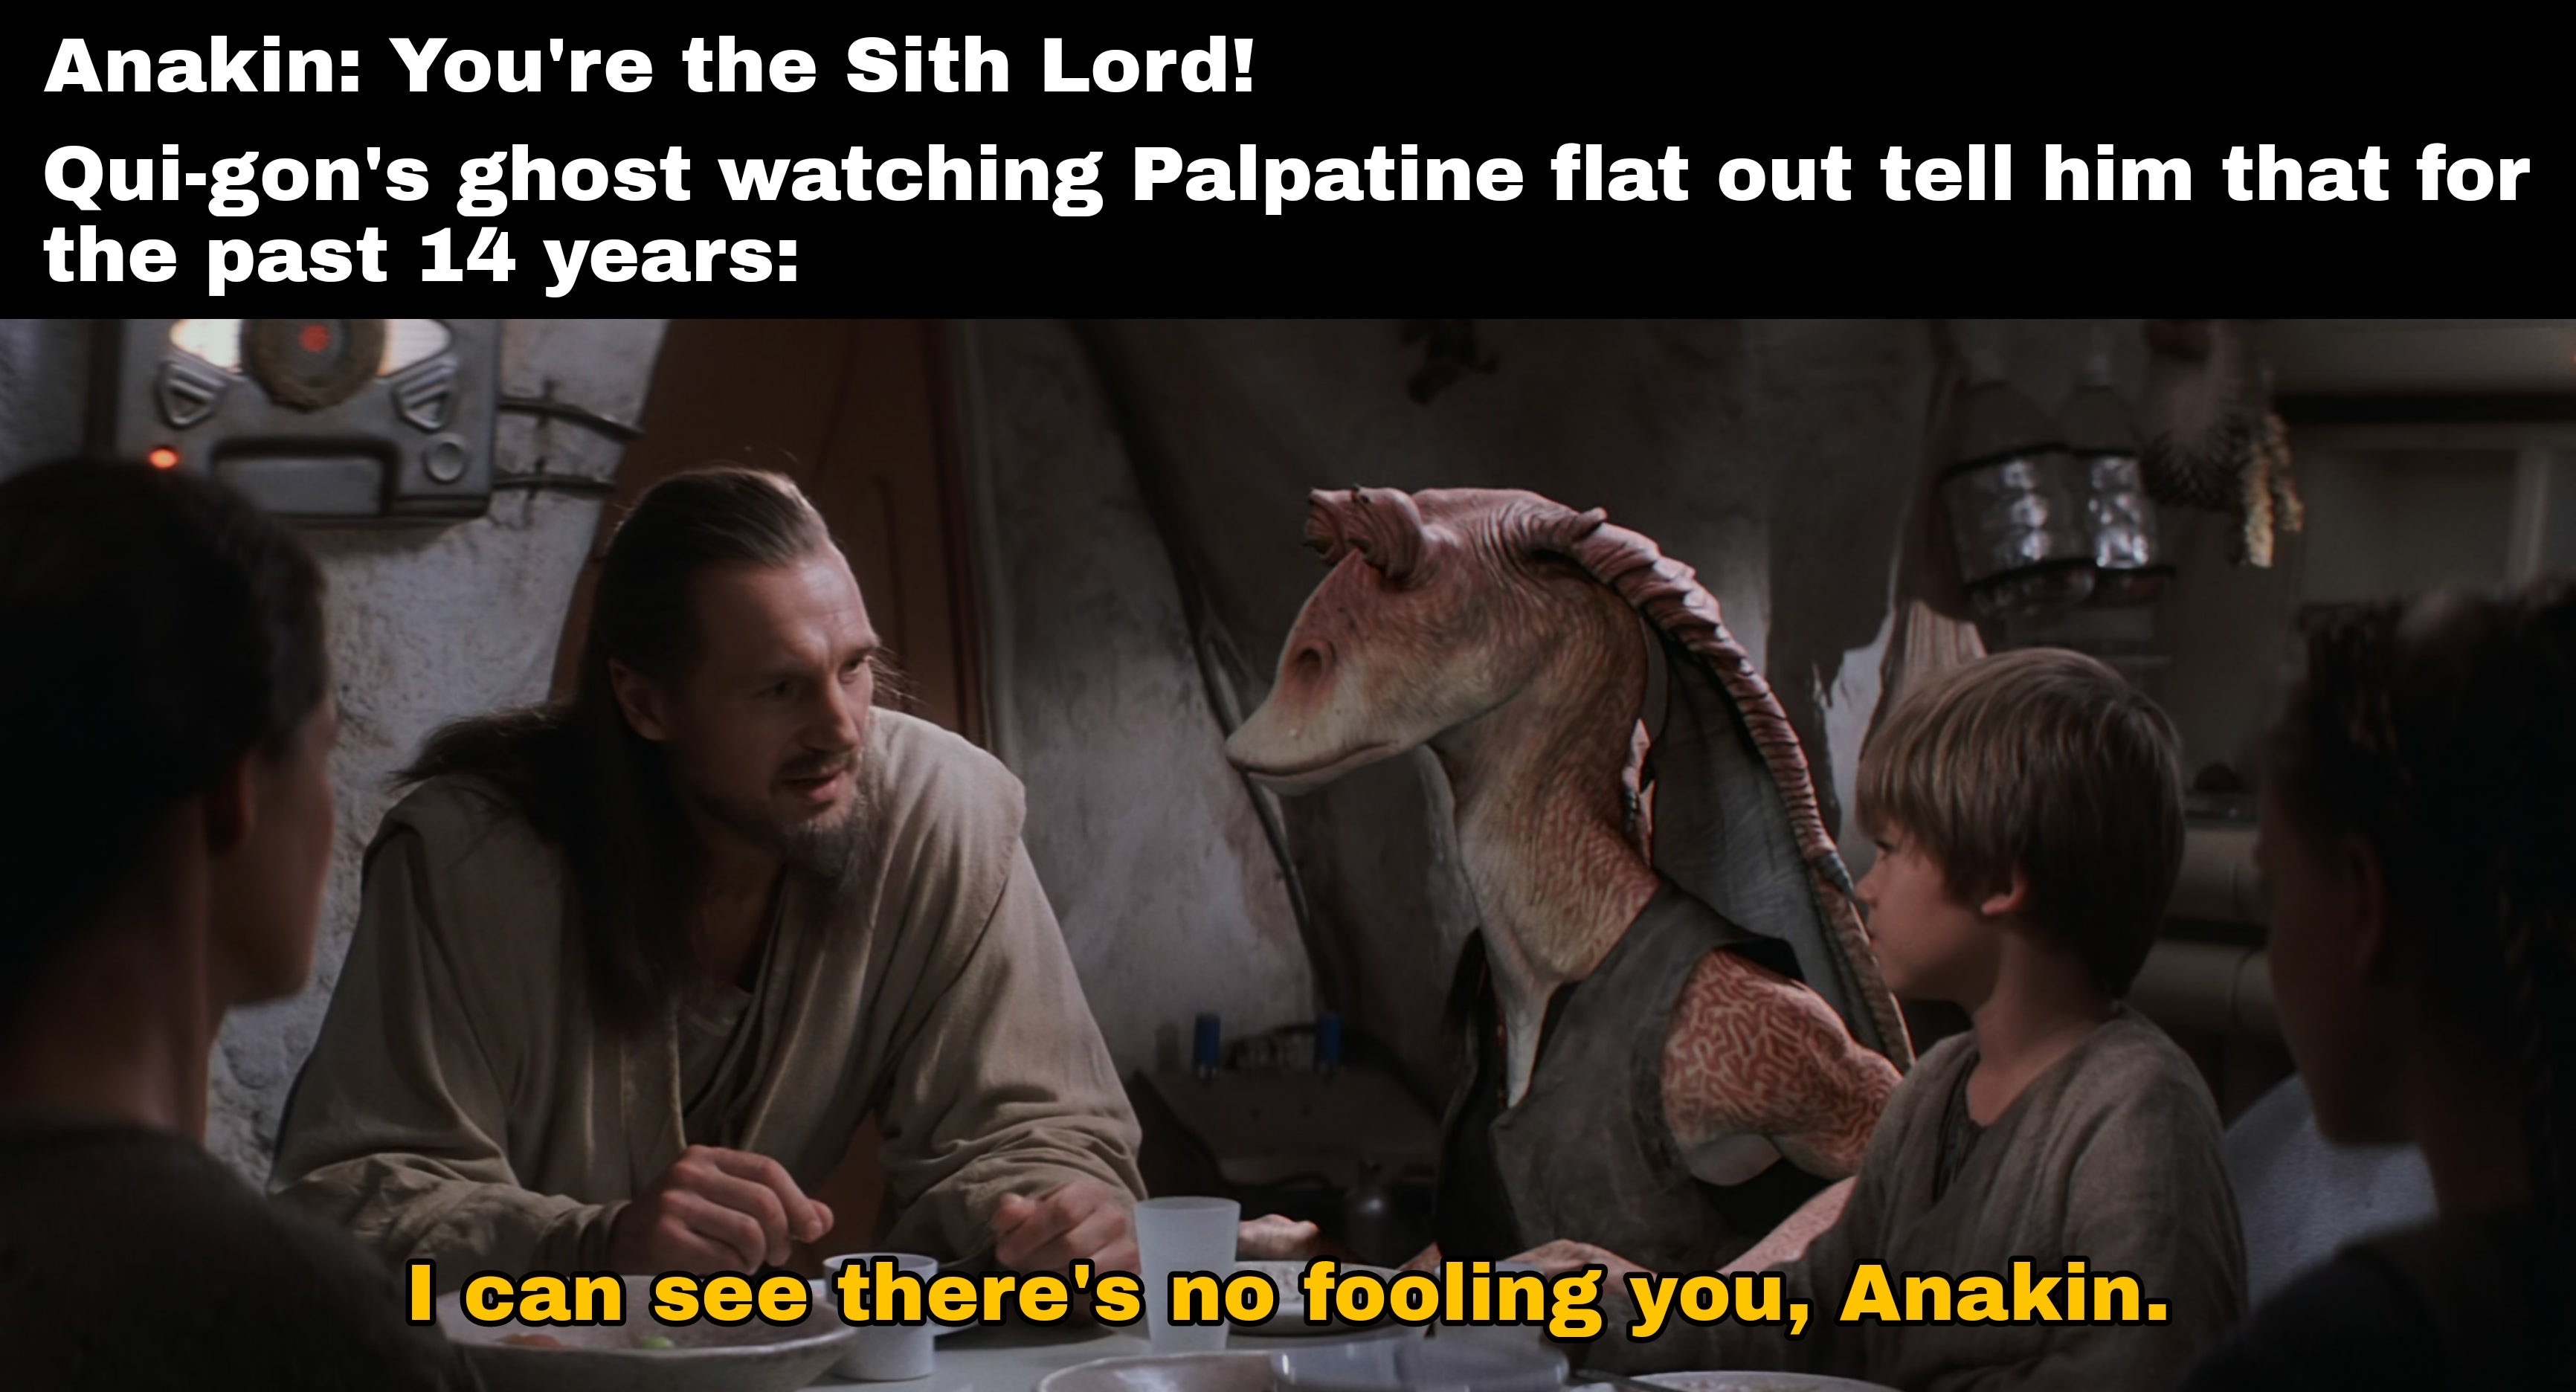 Anakin: You're the Sith Lord!
Qui-gon's ghost watching Palpatine flat out tell him that for
the past 14 years:
I can see there's no fooling you, Anakin.